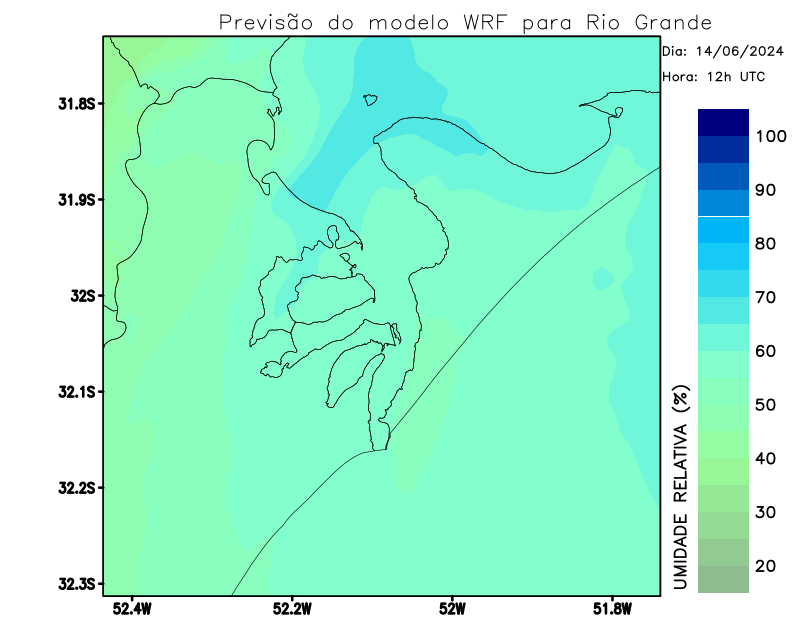 Previsão do modelo WRF para Rio Grande
Dia: 14/06/2024
Hora: 12h UTC
31.8S
31.9S
32S
32.1S
32.2S
32.3S
52.4W
52.2W
52W
51.8W
100
90
80
70
60
50
40
30
20
UMIDADE RELATIVA (%)